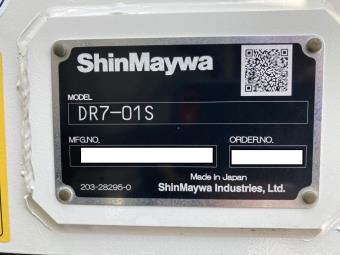 ShinMaywa
MODEL
DR7-01S
MFG.NO.
ORDER.NO.
Made in Japan
203-28295-0
ShinMaywa Industries, Ltd.